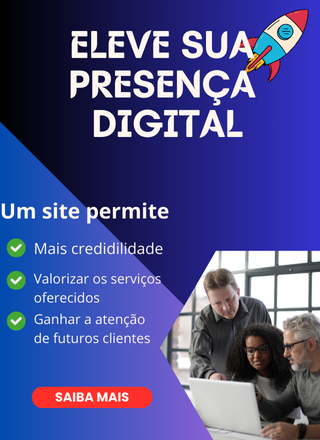 ELEVE SUA
PRESENÇA
DIGITAL
Um site permite
Mais credidilidade
Valorizar os serviços
oferecidos
Ganhar a atenção
de futuros clientes
SAIBA MAIS